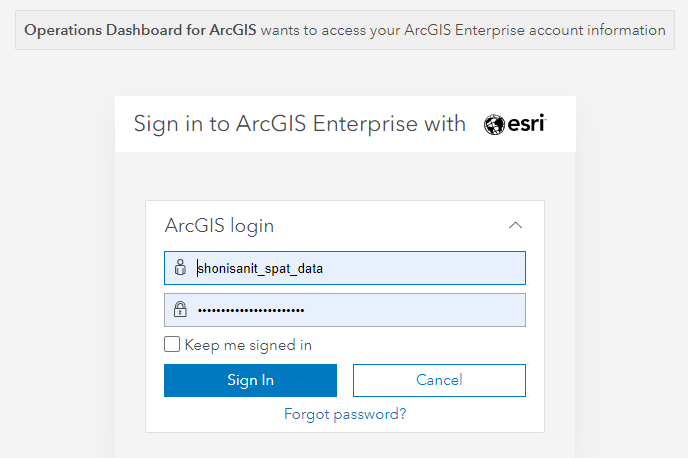 Operations Dashboard for ArcGIS wants to access your ArcGIS Enterprise account information
Sign in to ArcGIS Enterprise with esri
ArcGIS login
shonisanit_spat_data
•••••••••••••••••••••••
Keep me signed in
Sign In
Cancel
Forgot password?